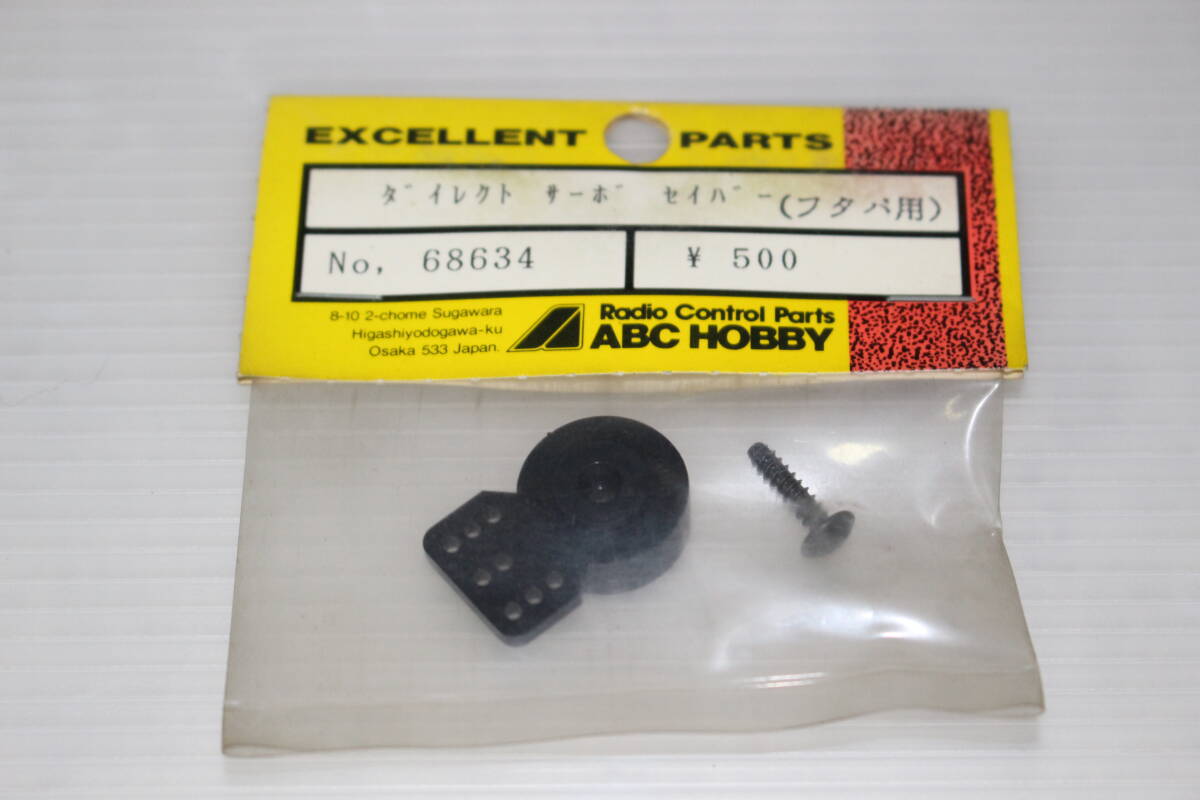 EXCELLENT PARTS
ﾀﾞｲﾚｸﾄ ｻｰﾎﾞ ｾｲﾊﾞｰ(フタバ用)
No, 68634
¥ 500
8-10 2-chome Sugawara
Higashiyodogawa-ku
Osaka 533 Japan.
Radio Control Parts
ABC HOBBY